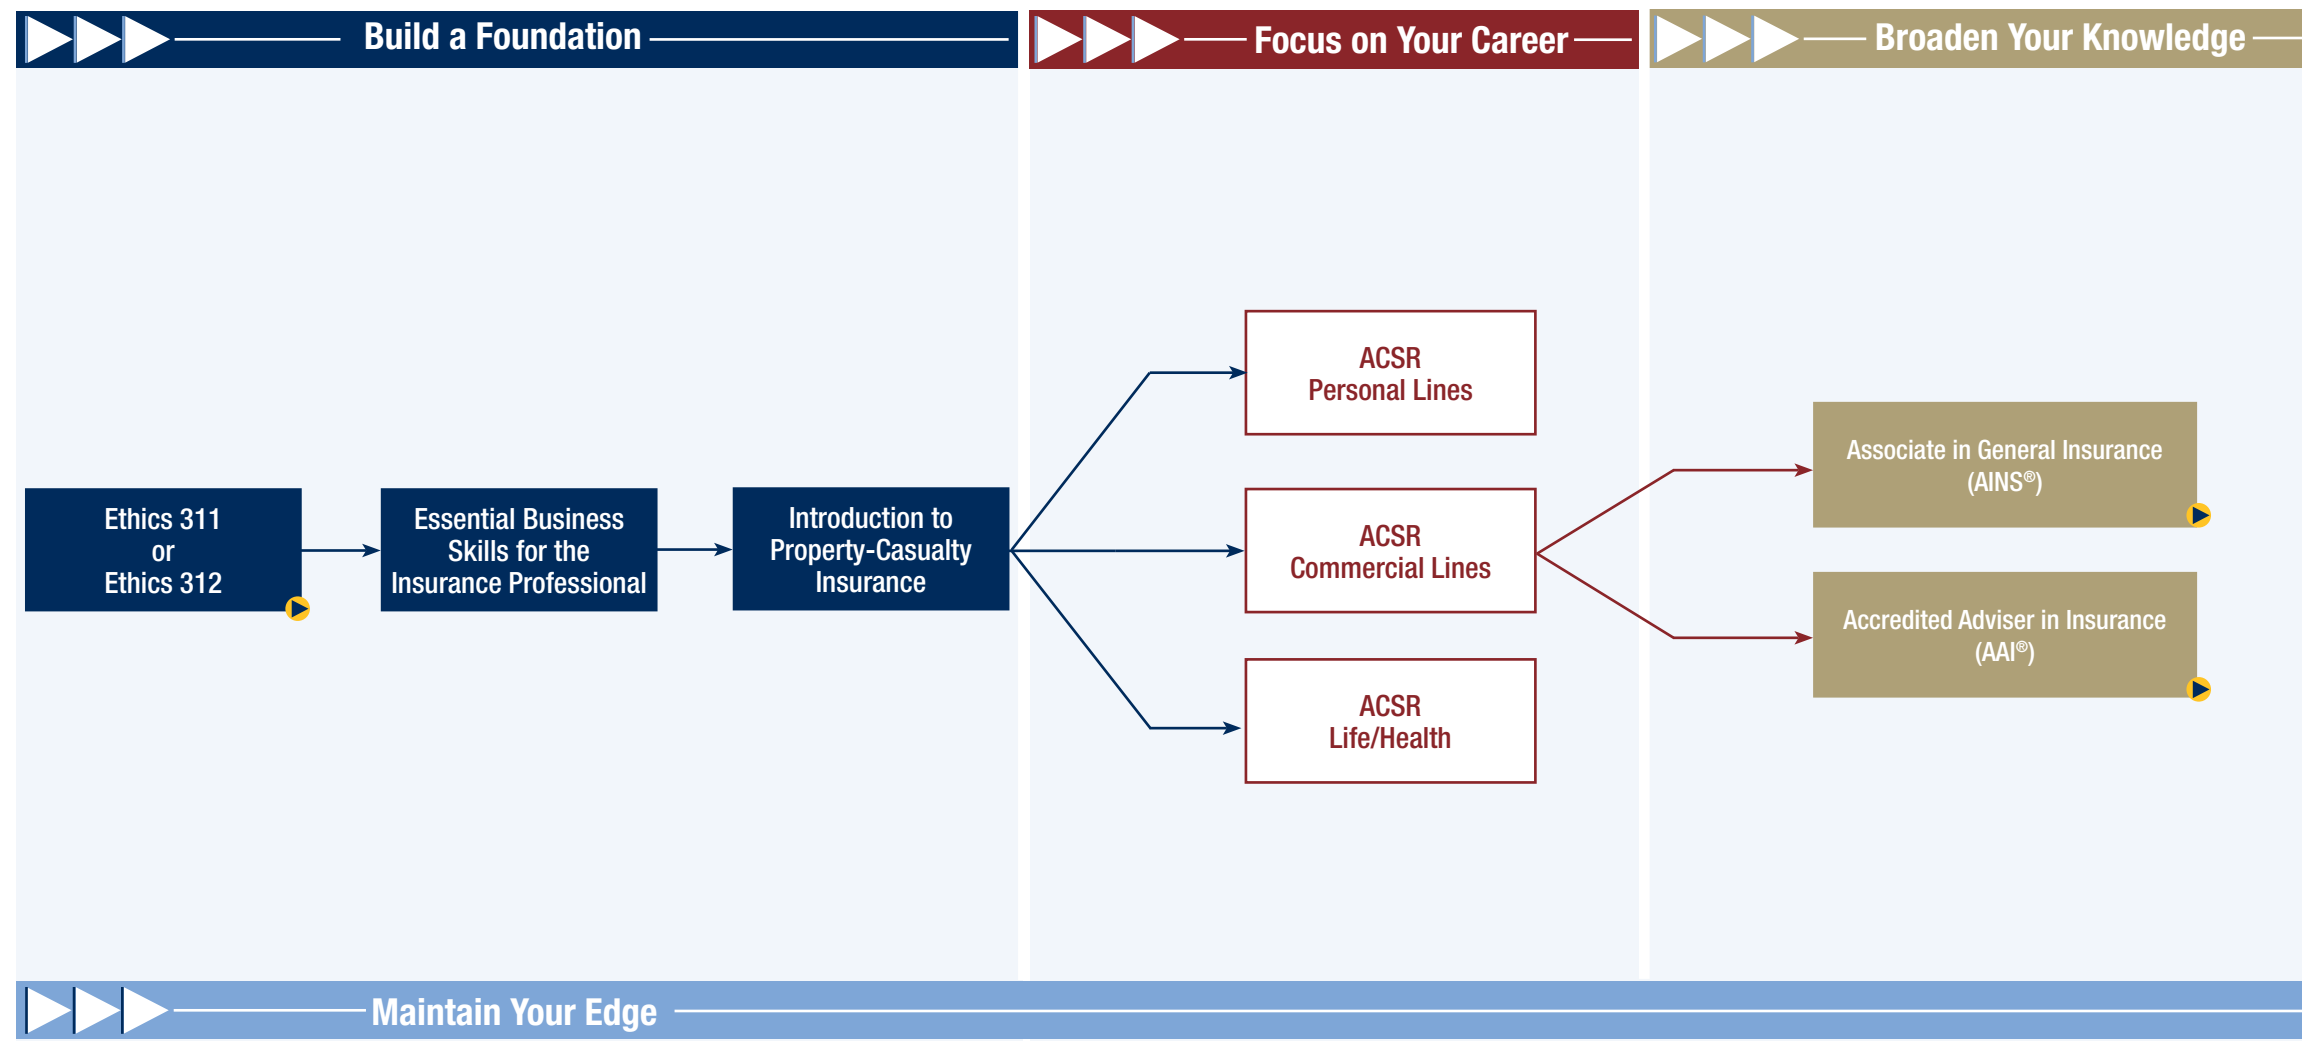 Build a Foundation
Focus on Your Career
Broaden Your Knowledge
Ethics 311
or
Ethics 312
Essential Business
Skills for the
Insurance Professional
Introduction to
Property-Casualty
Insurance
ACSR
Personal Lines
ACSR
Commercial Lines
ACSR
Life/Health
Associate in General Insurance
(AINS®)
Accredited Adviser in Insurance
(AAI®)
Maintain Your Edge